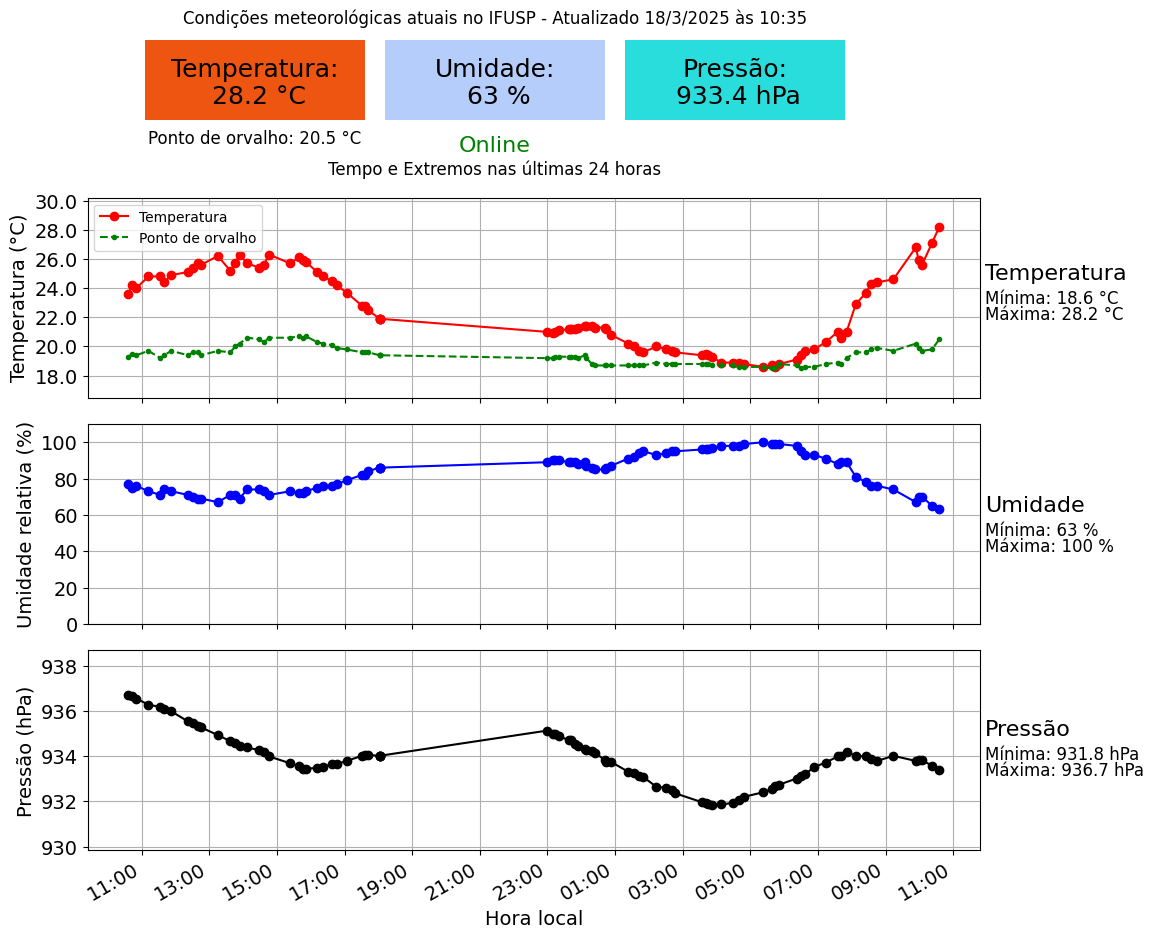 Condições meteorológicas atuais no IFUSP - Atualizado 18/3/2025 às 10:35
Temperatura:
28.2 °C
Umidade:
63 %
Pressão:
933.4 hPa
Ponto de orvalho: 20.5 °C
Online
Tempo e Extremos nas últimas 24 horas
Temperatura (°C)
30.0
28.0
26.0
24.0
22.0
20.0
18.0
Temperatura
Ponto de orvalho
Temperatura
Mínima: 18.6 °C
Máxima: 28.2 °C
Umidade relativa (%)
100
80
60
40
20
0
Umidade
Mínima: 63 %
Máxima: 100 %
Pressão (hPa)
938
936
934
932
930
Pressão
Mínima: 931.8 hPa
Máxima: 936.7 hPa
11:00 13:00 15:00 17:00 19:00 21:00 23:00 01:00 03:00 05:00 07:00 09:00 11:00
Hora local